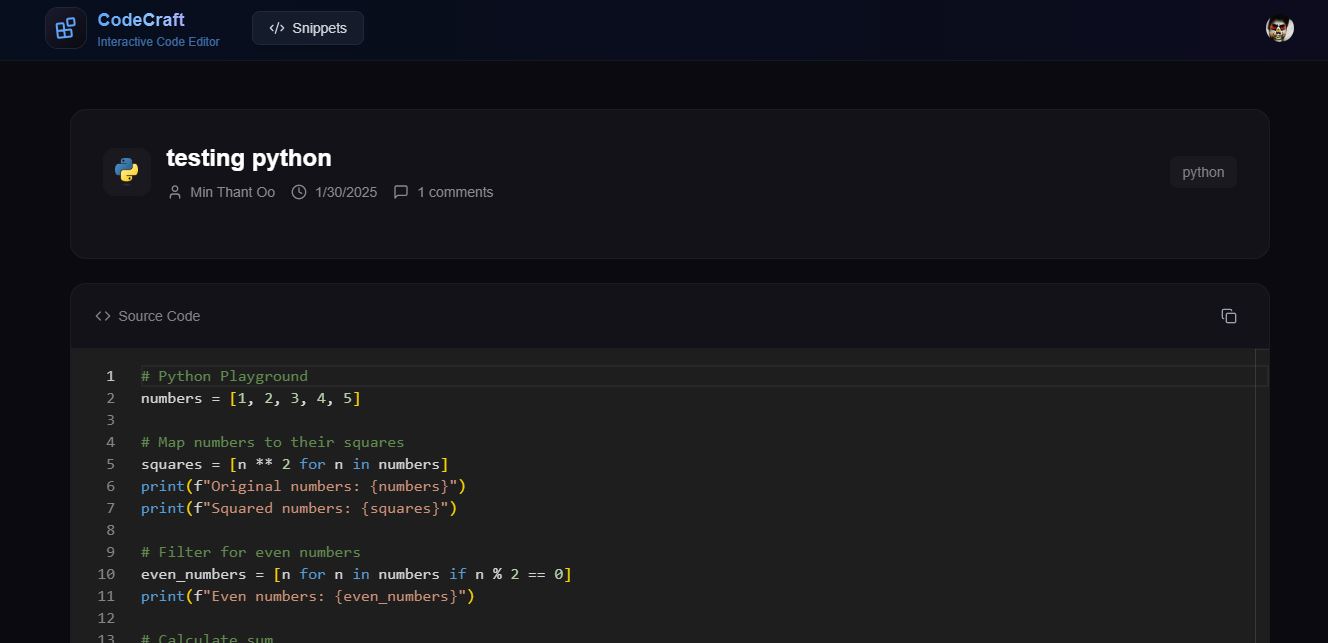 CodeCraft
Interactive Code Editor
</> Snippets
testing python
Min Thant Oo 1/30/2025 1 comments
python
<> Source Code
1 # Python Playground
2 numbers = [1, 2, 3, 4, 5]
3
4 # Map numbers to their squares
5 squares = [n ** 2 for n in numbers]
6 print(f"Original numbers: {numbers}")
7 print(f"Squared numbers: {squares}")
8
9 # Filter for even numbers
10 even_numbers = [n for n in numbers if n % 2 == 0]
11 print(f"Even numbers: {even_numbers}")
12
13 # Calculate sum